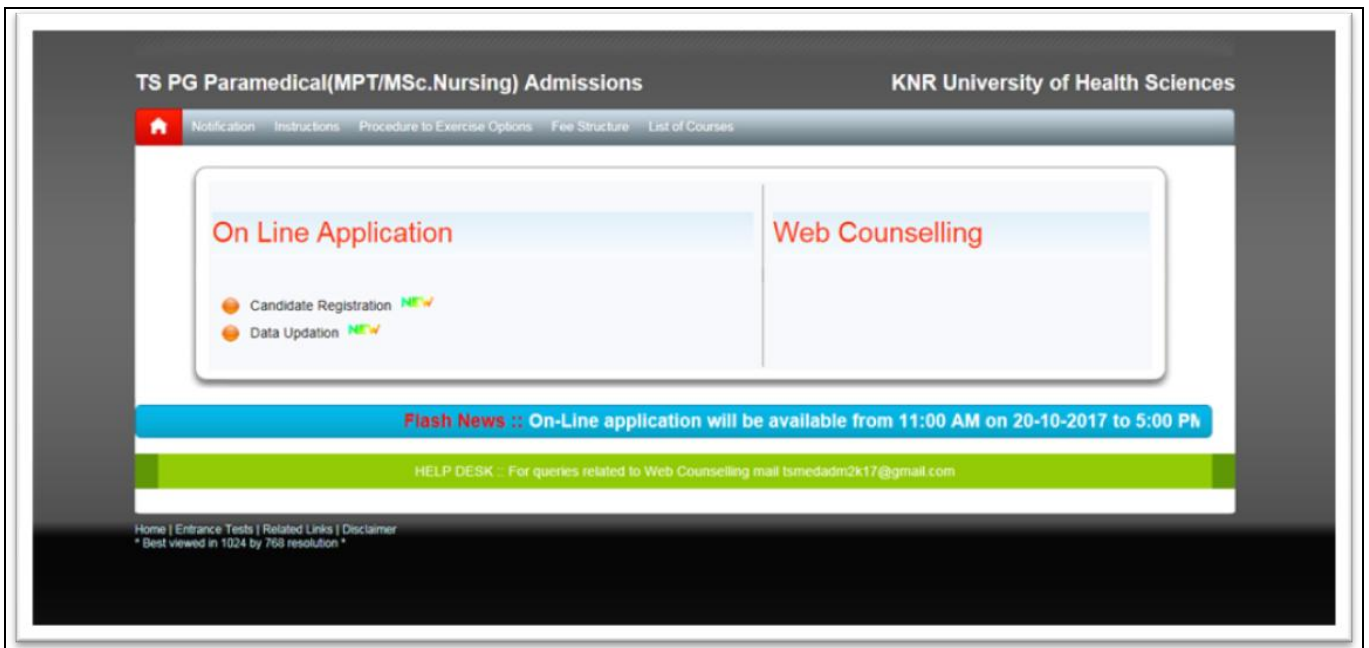 TS PG Paramedical(MPT/MSc.Nursing) Admissions
KNR University of Health Sciences
Notification Instructions Procedure to Exercise Options Fee Structure List of Courses
On Line Application
Web Counselling
Candidate Registration NEW
Data Updation NEW
Flash News :: On-Line application will be available from 11:00 AM on 20-10-2017 to 5:00 PM
HELP DESK :: For queries related to Web Counselling mail tsmedadm2k17@gmail.com
Home | Entrance Tests | Related Links | Disclaimer
* Best viewed in 1024 by 768 resolution *